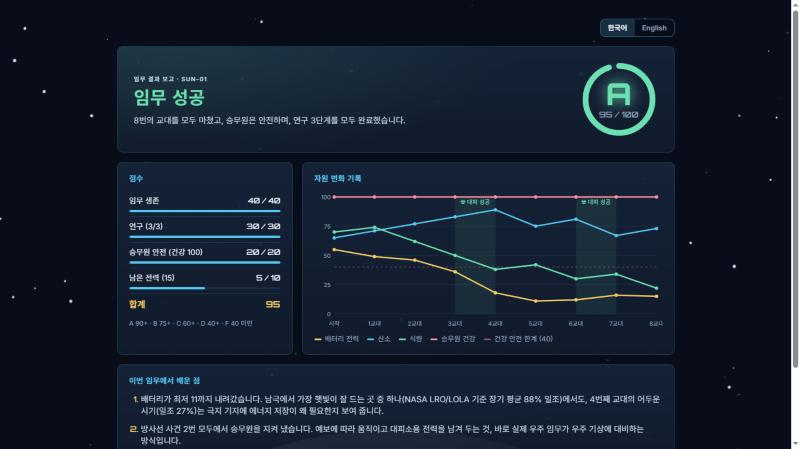 한국어 English
임무 결과 보고 · SUN-01
임무 성공
8번의 교대를 모두 마쳤고, 승무원은 안전하며, 연구 3단계를 모두 완료했습니다.
A
95 / 100
점수
임무 생존 40 / 40
연구 (3/3) 30 / 30
승무원 안전 (건강 100) 20 / 20
남은 전력 (15) 5 / 10
합계 95
A 90+ · B 75+ · C 60+ · D 40+ · F 40 미만
자원 변화 기록
100
75
50
25
0
대피 성공 대피 성공
시작 1교대 2교대 3교대 4교대 5교대 6교대 7교대 8교대
배터리 전력 산소 식량 승무원 건강 건강 안전 한계 (40)
이번 임무에서 배운 점
1. 배터리가 최저 11까지 내려갔습니다. 남극에서 가장 햇빛이 잘 드는 곳 중 하나(NASA LRO/LOLA 기준 장기 평균 88% 일조)에서도, 4번째 교대의 어두운
시기(일조 27%)는 극지 기지에 에너지 저장이 왜 필요한지 보여 줍니다.
2. 방사선 사건 2번 모두에서 승무원을 지켜 냈습니다. 예보에 따라 움직이고 대피소용 전력을 남겨 두는 것, 바로 실제 우주 임무가 우주 기상에 대비하는
방식입니다.